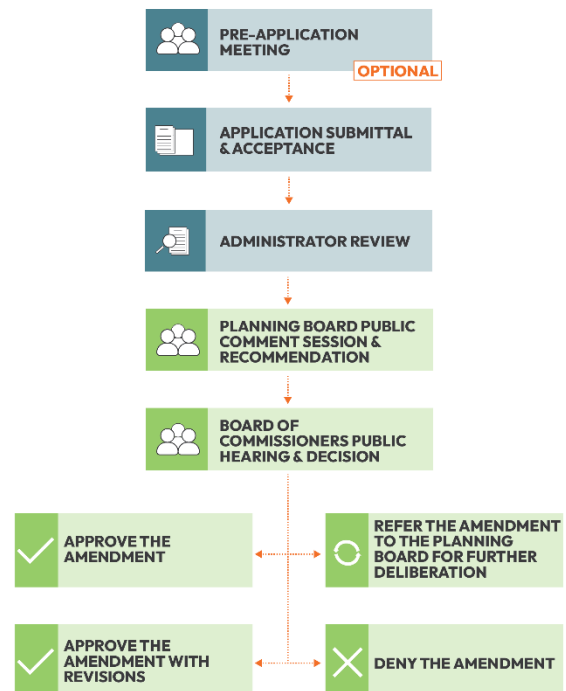 PRE-APPLICATION
MEETING
OPTIONAL
APPLICATION SUBMITTAL
& ACCEPTANCE
ADMINISTRATOR REVIEW
PLANNING BOARD PUBLIC
COMMENT SESSION &
RECOMMENDATION
BOARD OF
COMMISSIONERS PUBLIC
HEARING & DECISION
APPROVE THE
AMENDMENT
REFER THE AMENDMENT
TO THE PLANNING
BOARD FOR FURTHER
DELIBERATION
APPROVE THE
AMENDMENT WITH
REVISIONS
DENY THE AMENDMENT